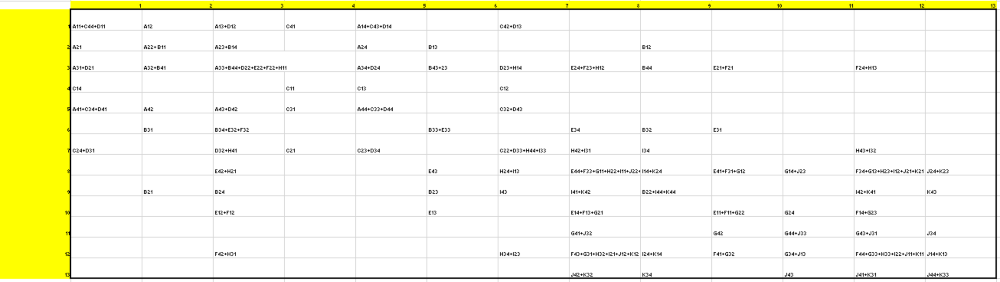 1 2 3 4 5 6 7 8 9 10 11 12 13
1 A11+C44+D11 A12 A13+D12 C41 A14+C43+D14 C42+D13
2 A21 A22+B11 A23+B14 A24 B13 B12
3 A31+D21 A32+B41 A33+B44+D22+E22+F22+H11 A34+D24 B43+23 D23+H14 E24+F23+H12 B44 E21+F21 F24+H13
4 C14 C11 C13 C12
5 A41+C34+D41 A42 A43+D42 C31 A44+C33+D44 C32+D43
6 B31 B34+E32+F32 B33+E33 E34 B32 E31
7 C24+D31 D32+H41 C21 C23+D34 C22+D33+H44+I33 H42+I31 I34 H43+I32
8 E42+H21 E43 H24+I13 E44+F33+G11+H22+I11+J22+ I14+K24 E41+F31+G12 G14+J23 F34+G13+H23+I12+J21+K21 J24+K23
9 B21 B24 B23 I43 I41+K42 B22+I44+K44 I42+K41 K43
10 E12+F12 E13 E14+F13+G21 E11+F11+G22 G24 F14+G23
11 G41+J32 G42 G44+J33 G43+J31 J34
12 F42+H31 H34+I23 F43+G31+H32+I21+J12+K12 I24+K14 F41+G32 G34+J13 F44+G33+H33+I22+J11+K11 J14+K13
13 J42+K32 K34 J43 J41+K31 J44+K33